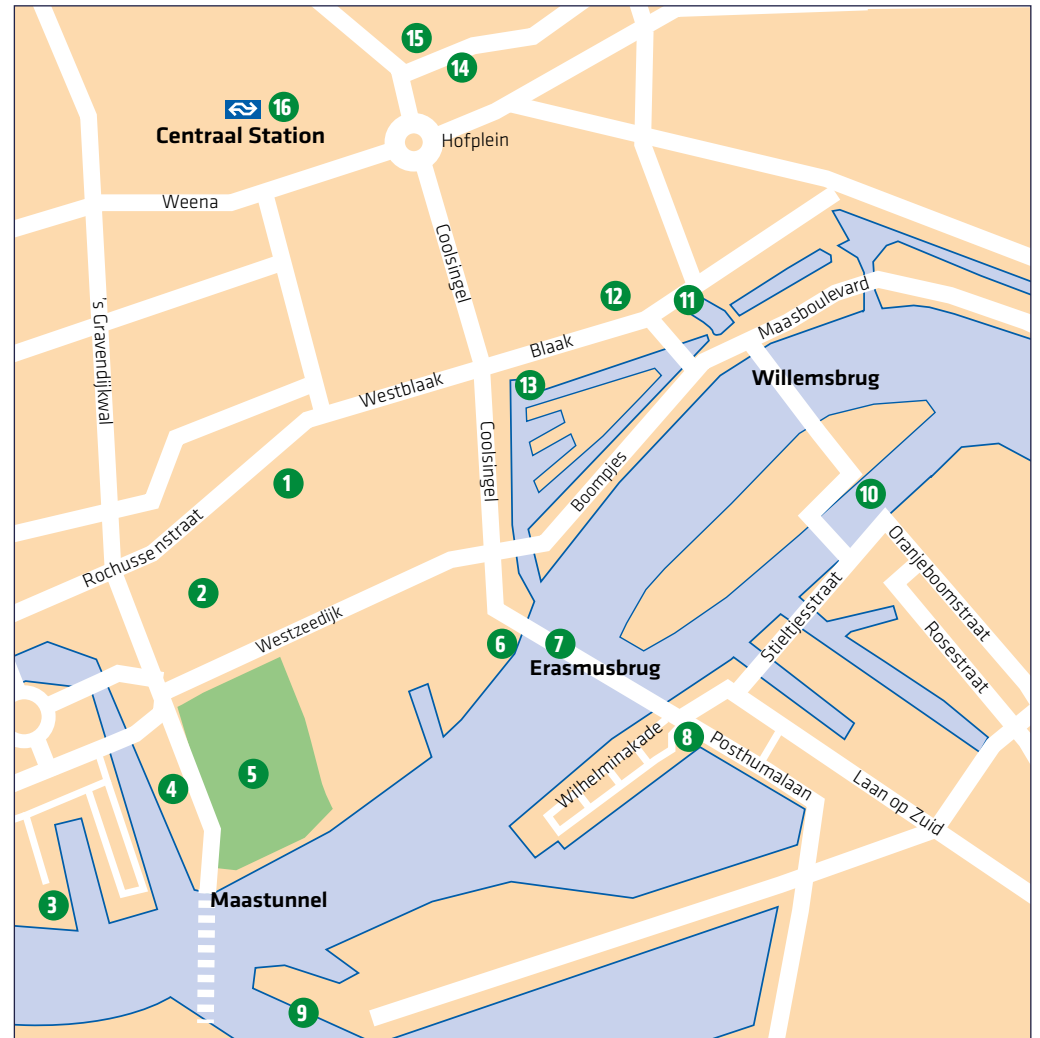 15
14
16
Centraal Station
Hofplein
Weena
Coolsingel
's Gravendijkwal
12
11
Maasboulevard
Blaak
Willemsbrug
13
Westblaak
Coolsingel
1
Boompjes
10
Rochussenstraat
Oranjeboomstraat
2
Stieltjesstraat
Westzeedijk
Rosestraat
6
7
Erasmusbrug
8
Wilhelminakade
Posthumalaan
5
4
Laan op Zuid
3
Maastunnel
9